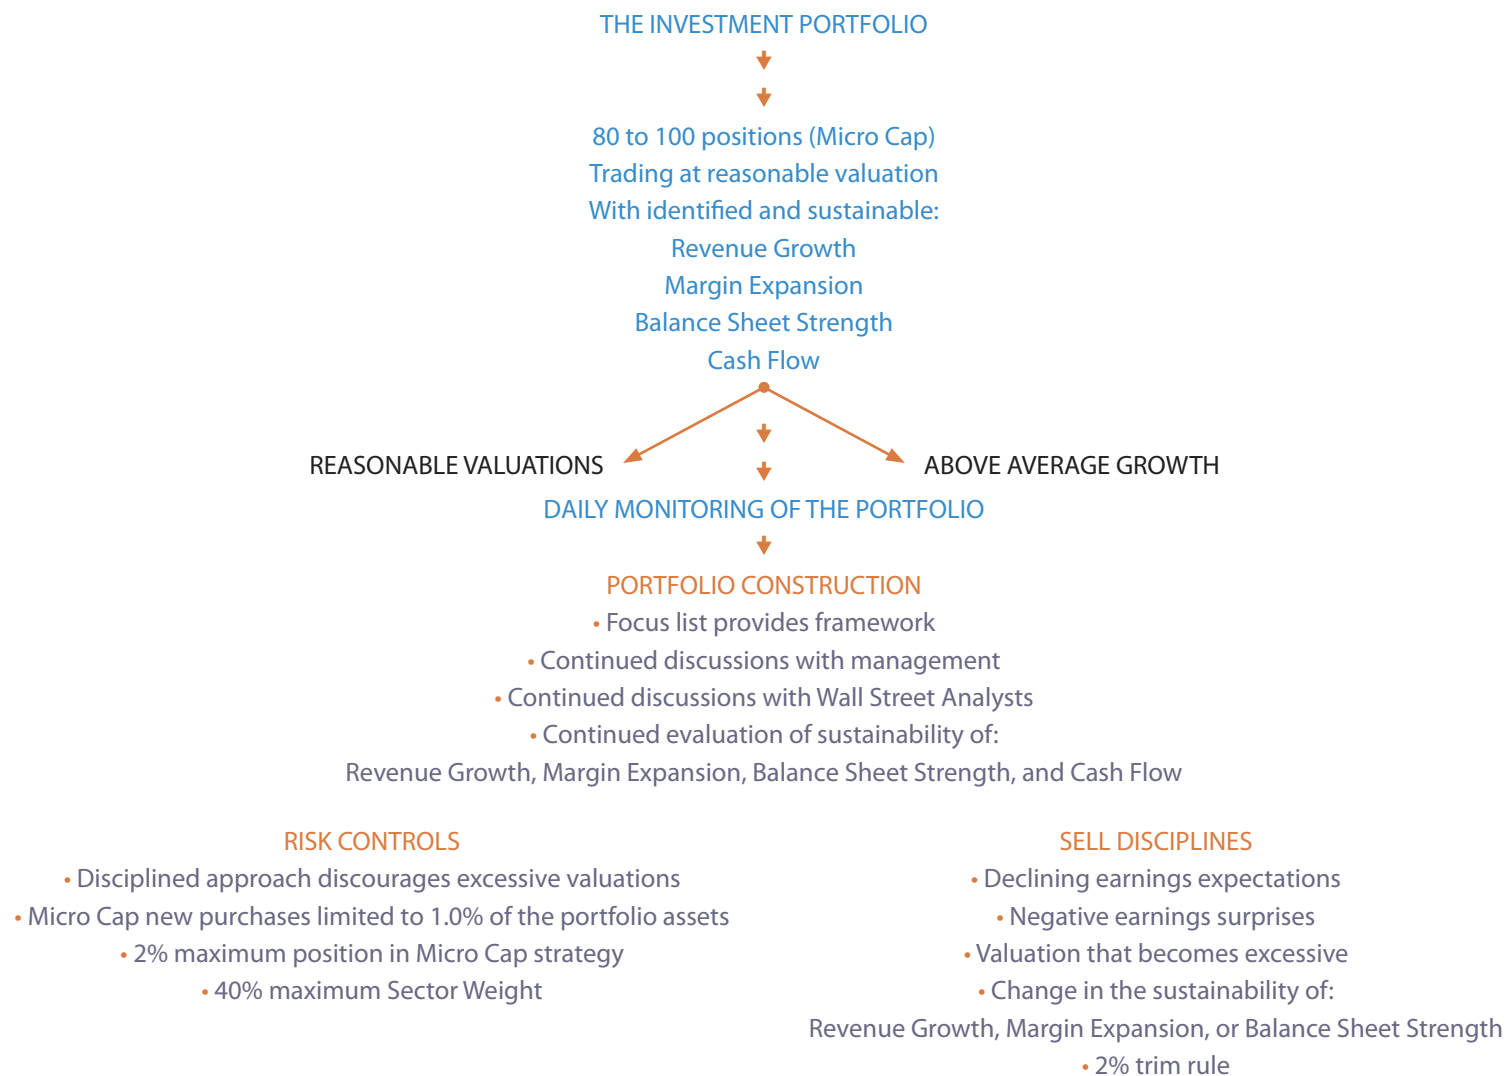 THE INVESTMENT PORTFOLIO
80 to 100 positions (Micro Cap)
Trading at reasonable valuation
With identified and sustainable:
Revenue Growth
Margin Expansion
Balance Sheet Strength
Cash Flow
REASONABLE VALUATIONS
ABOVE AVERAGE GROWTH
DAILY MONITORING OF THE PORTFOLIO
PORTFOLIO CONSTRUCTION
• Focus list provides framework
• Continued discussions with management
• Continued discussions with Wall Street Analysts
• Continued evaluation of sustainability of:
Revenue Growth, Margin Expansion, Balance Sheet Strength, and Cash Flow
RISK CONTROLS
• Disciplined approach discourages excessive valuations
• Micro Cap new purchases limited to 1.0% of the portfolio assets
• 2% maximum position in Micro Cap strategy
• 40% maximum Sector Weight
SELL DISCIPLINES
• Declining earnings expectations
• Negative earnings surprises
• Valuation that becomes excessive
• Change in the sustainability of:
Revenue Growth, Margin Expansion, or Balance Sheet Strength
• 2% trim rule